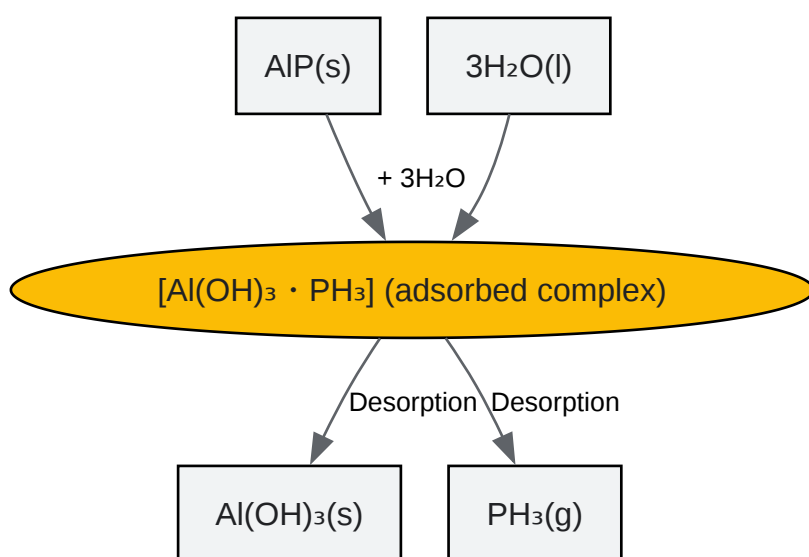 AlP(s)
3H₂O(l)
+ 3H₂O
[Al(OH)₃ · PH₃] (adsorbed complex)
Desorption
Desorption
Al(OH)₃(s)
PH₃(g)